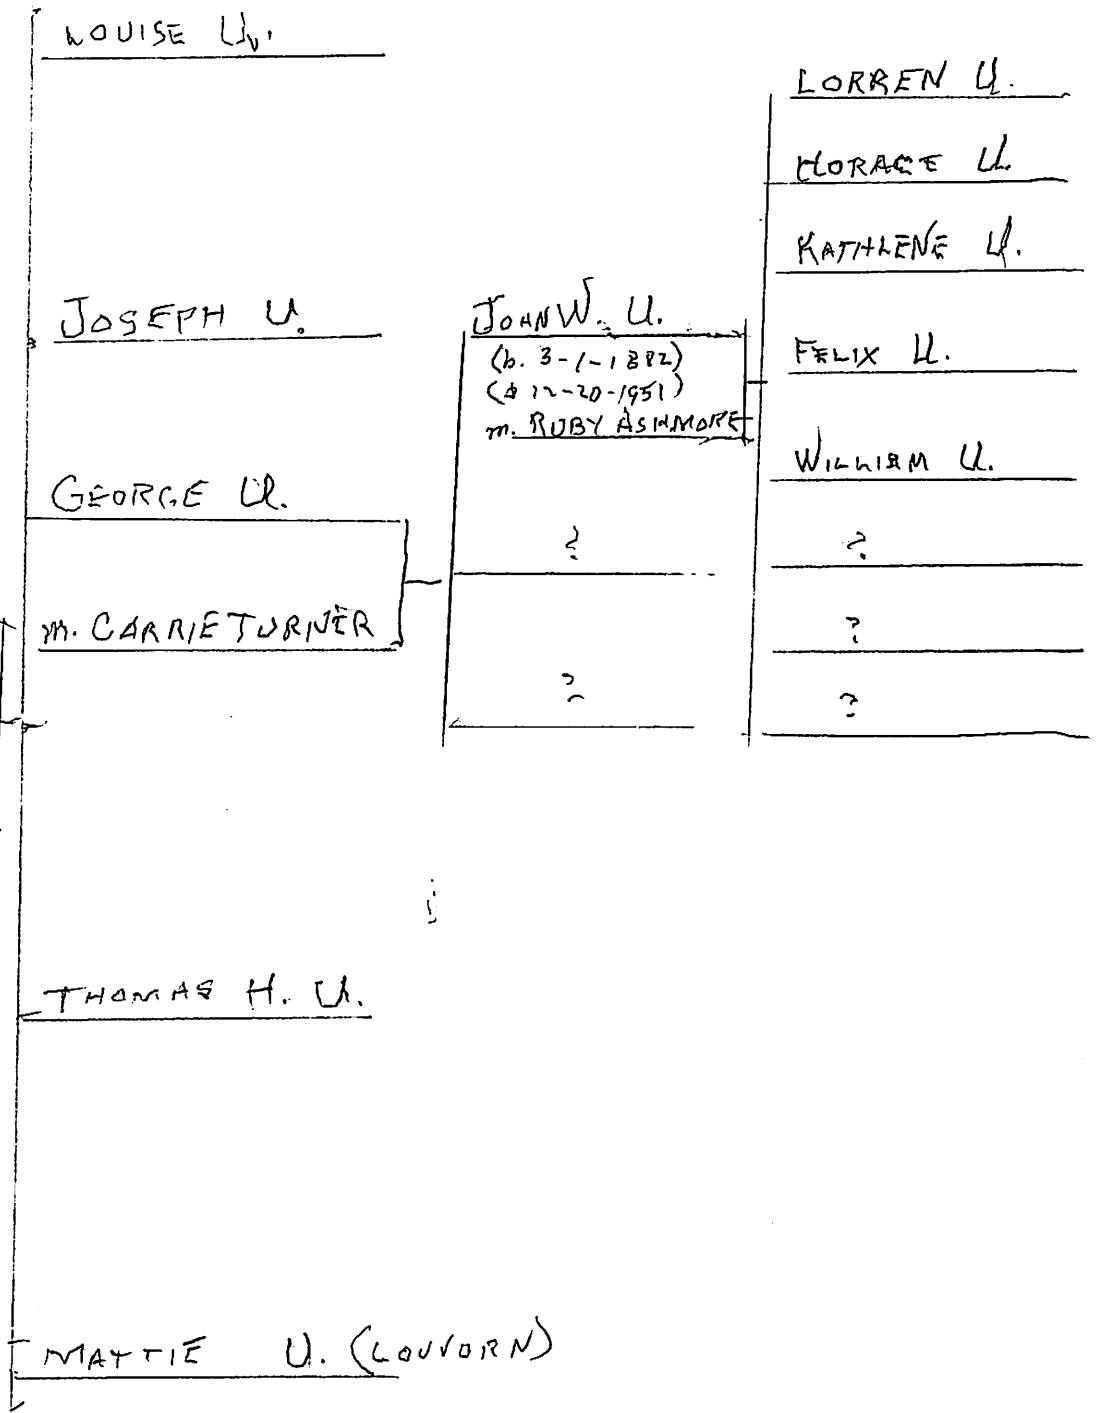 LOUISE U.
LORREN U.
HORACE U.
KATHLENE U.
JOSEPH U.
JOHN W. U.
(b. 3-1-1882)
(d 12-20-1951)
m. RUBY ASHMORE
FELIX U.
WILLIAM U.
GEORGE U.
?
?
m. CARRIE TURNER
?
?
?
THOMAS H. U.
MATTIE U. (LOVVORN)